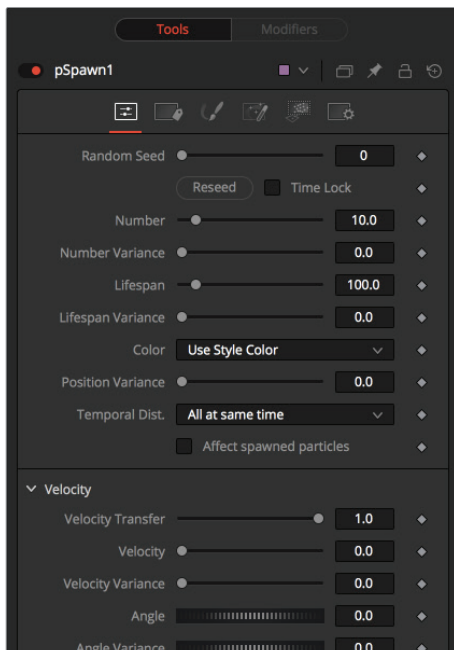 Tools Modifiers
pSpawn1
Random Seed 0
Reseed Time Lock
Number 10.0
Number Variance 0.0
Lifespan 100.0
Lifespan Variance 0.0
Color Use Style Color
Position Variance 0.0
Temporal Dist. All at same time
Affect spawned particles
Velocity
Velocity Transfer 1.0
Velocity 0.0
Velocity Variance 0.0
Angle 0.0
Angle Variance 0.0